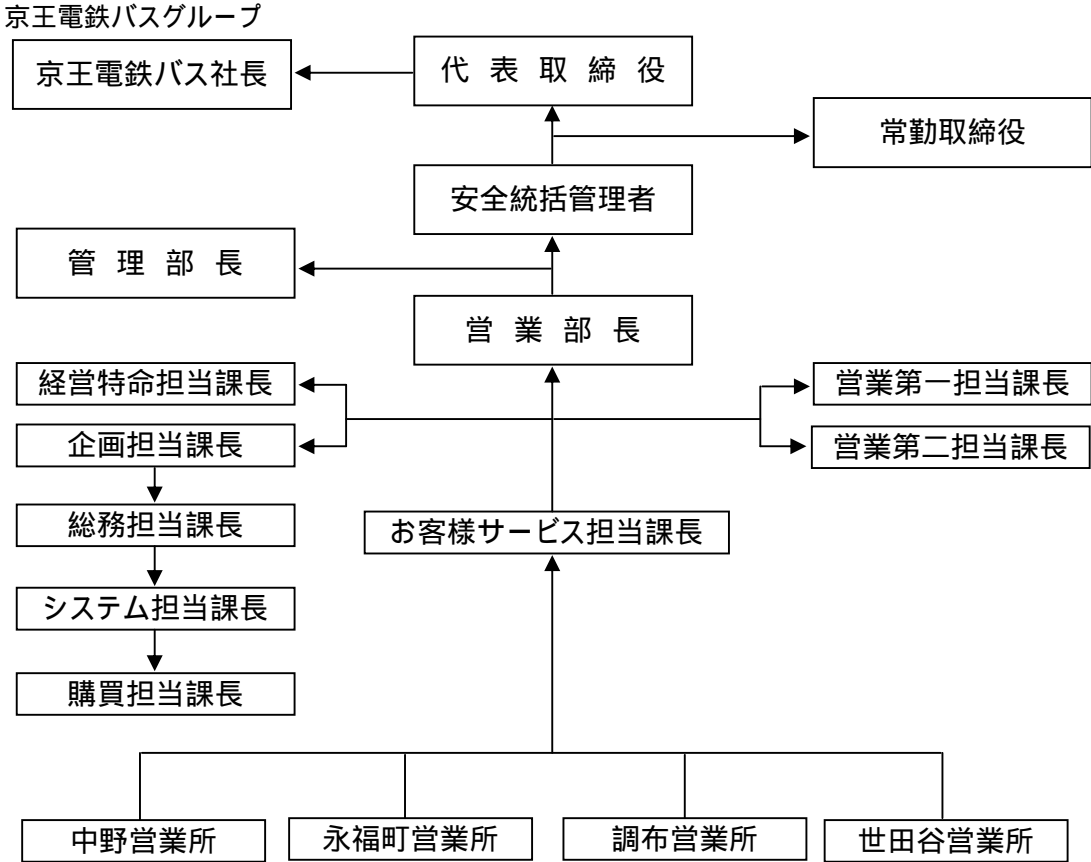 京王電鉄バスグループ
京王電鉄バス社長
代 表 取 締 役
常勤取締役
安全統括管理者
管 理 部 長
営 業 部 長
経営特命担当課長
営業第一担当課長
企画担当課長
営業第二担当課長
総務担当課長
お客様サービス担当課長
システム担当課長
購買担当課長
中野営業所
永福町営業所
調布営業所
世田谷営業所